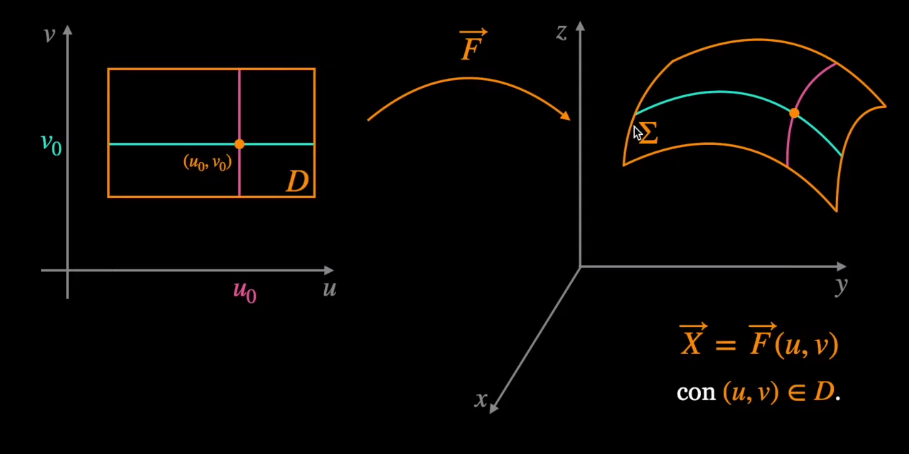 v
v₀
(u₀, v₀)
D
u₀
u
F⃗
z
Σ
y
x
X⃗ = F⃗(u, v)
con (u, v) ∈ D.